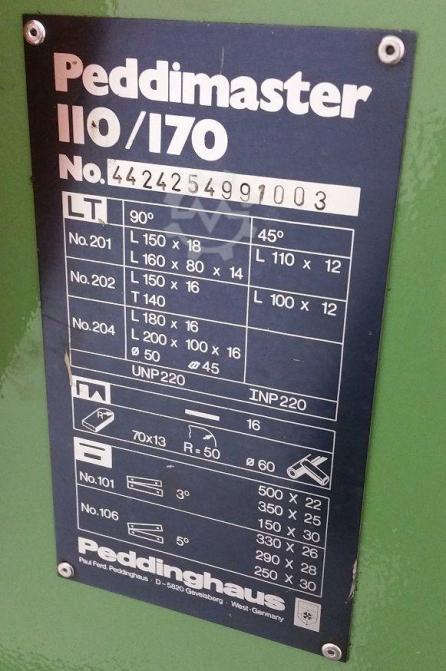 Peddimaster
110/170
No. 4424254991003
LT. 90° 45°
No.201 L 150 x 18 L 110 x 12
L 160 x 80 x 14
No.202 L 150 x 16 L 100 x 12
T 140
No.204 L 180 x 16
L 200 x 100 x 16
ø 50 45
UNP220 INP220
16
R 70x13 R=50 ø 60
No.101 3° 500 X 22
350 X 25
150 X 30
No.106 5° 330 X 26
290 X 28
250 X 30
Peddinghaus
Paul Ferd. Peddinghaus · D-5820 Gevelsberg · West-Germany